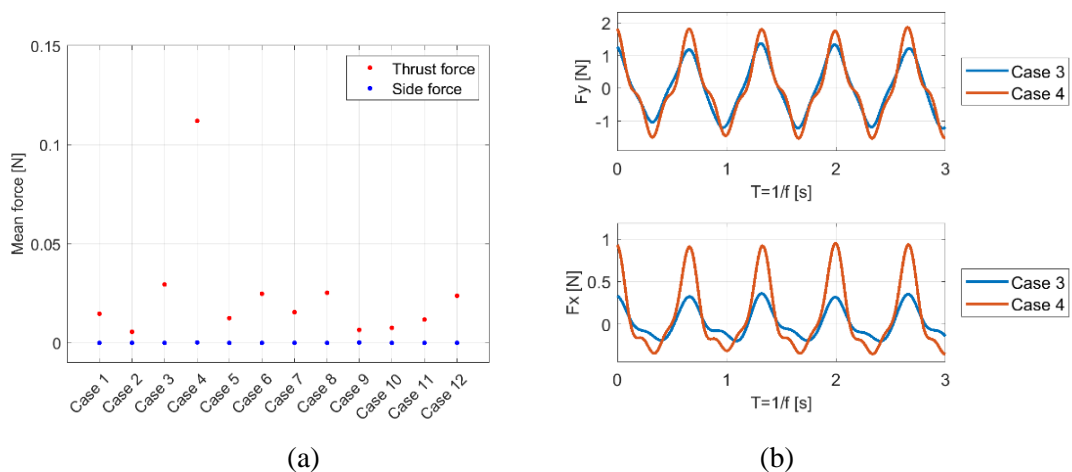 0.15
0.1
0.05
0
Mean force [N]
Thrust force
Side force
Case 1
Case 2
Case 3
Case 4
Case 5
Case 6
Case 7
Case 8
Case 9
Case 10
Case 11
Case 12
(a)
2
1
0
-1
Fy [N]
0
1
2
3
T=1/f [s]
Case 3
Case 4
1
0.5
0
Fx [N]
0
1
2
3
T=1/f [s]
Case 3
Case 4
(b)